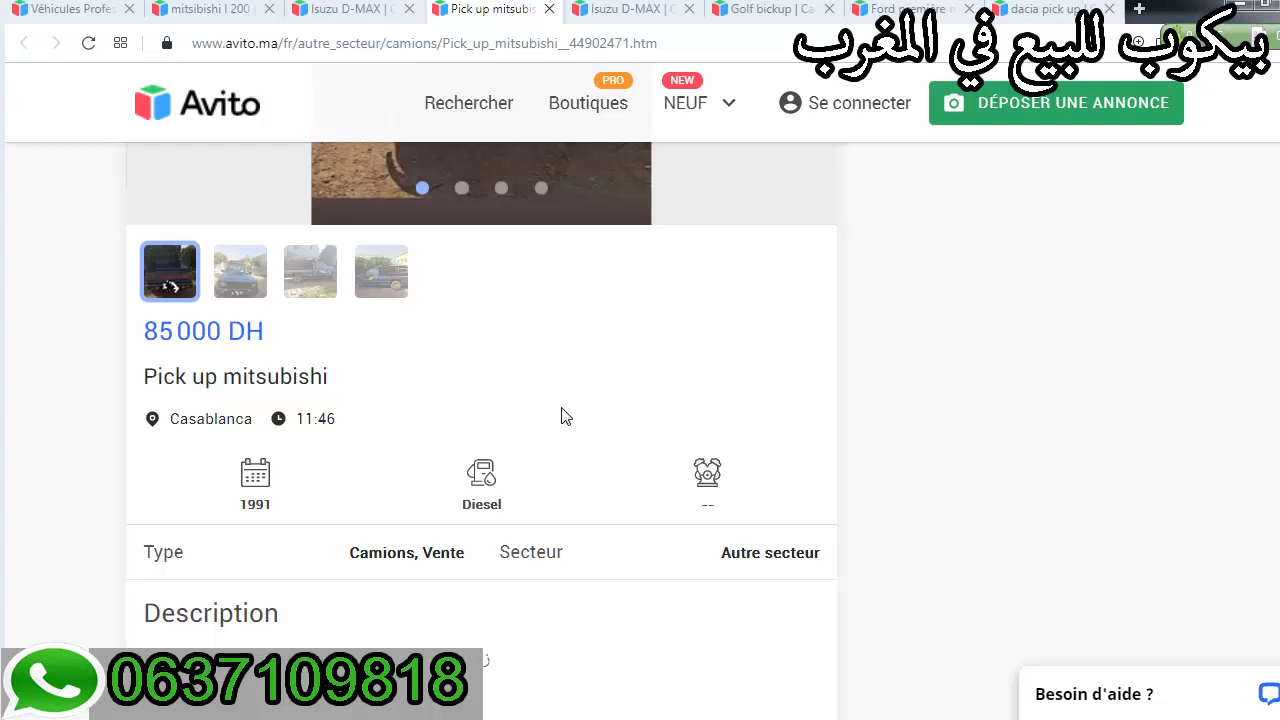 Véhicules Profes
mitsibishi l 200
Isuzu D-MAX | C
Pick up mitsubis
Isuzu D-MAX | C
Golf bickup | Ca
Ford première
dacia pick up | C
www.avito.ma/fr/autre_secteur/camions/Pick_up_mitsubishi__44902471.htm
بيكوب للبيع في المغرب
Avito
Rechercher
Boutiques
PRO
NEUF
NEW
Se connecter
DÉPOSER UNE ANNONCE
85 000 DH
Pick up mitsubishi
Casablanca 11:46
1991 Diesel --
Type Camions, Vente Secteur Autre secteur
Description
0637109818
Besoin d'aide ?